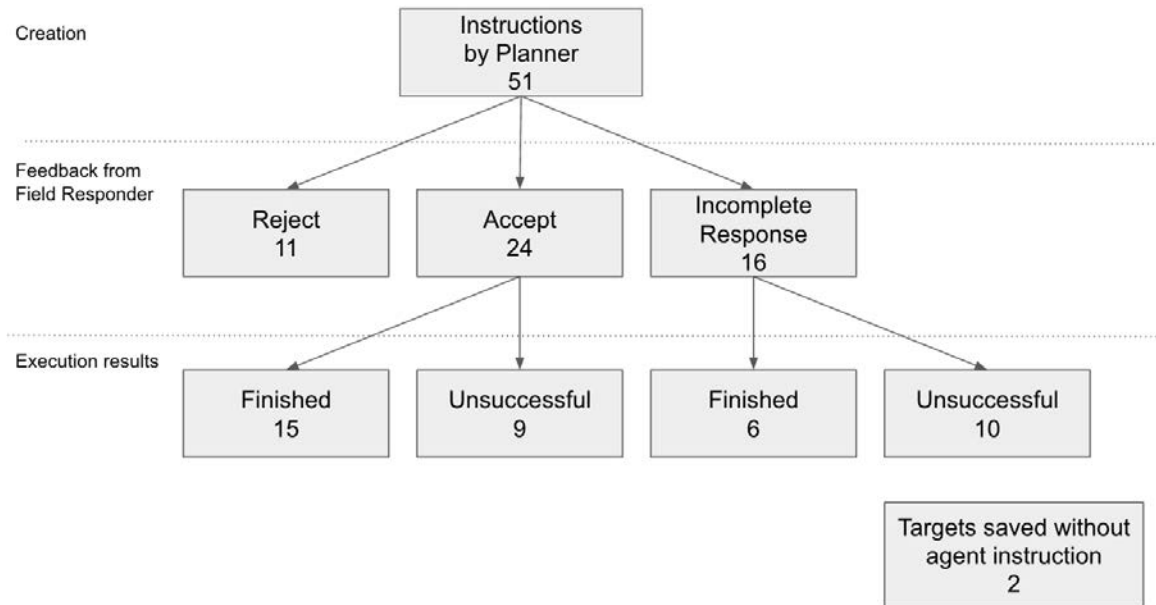 Creation
Instructions
by Planner
51
Feedback from
Field Responder
Reject
11
Accept
24
Incomplete
Response
16
Execution results
Finished
15
Unsuccessful
9
Finished
6
Unsuccessful
10
Targets saved without
agent instruction
2